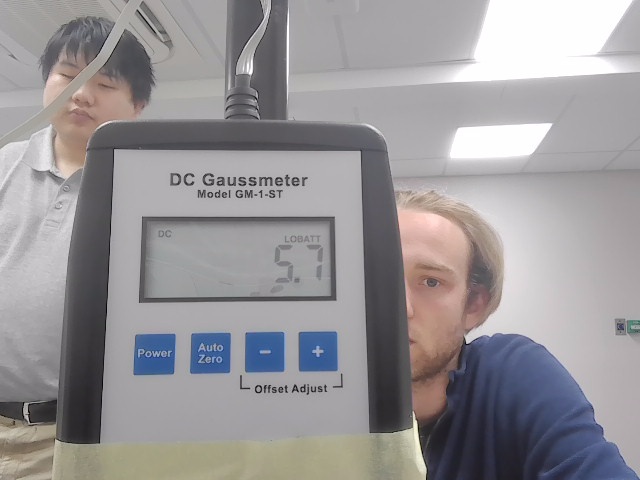 DC Gaussmeter
Model GM-1-ST
DC
LOBATT
5.7
Power
Auto
Zero
-
+
Offset Adjust